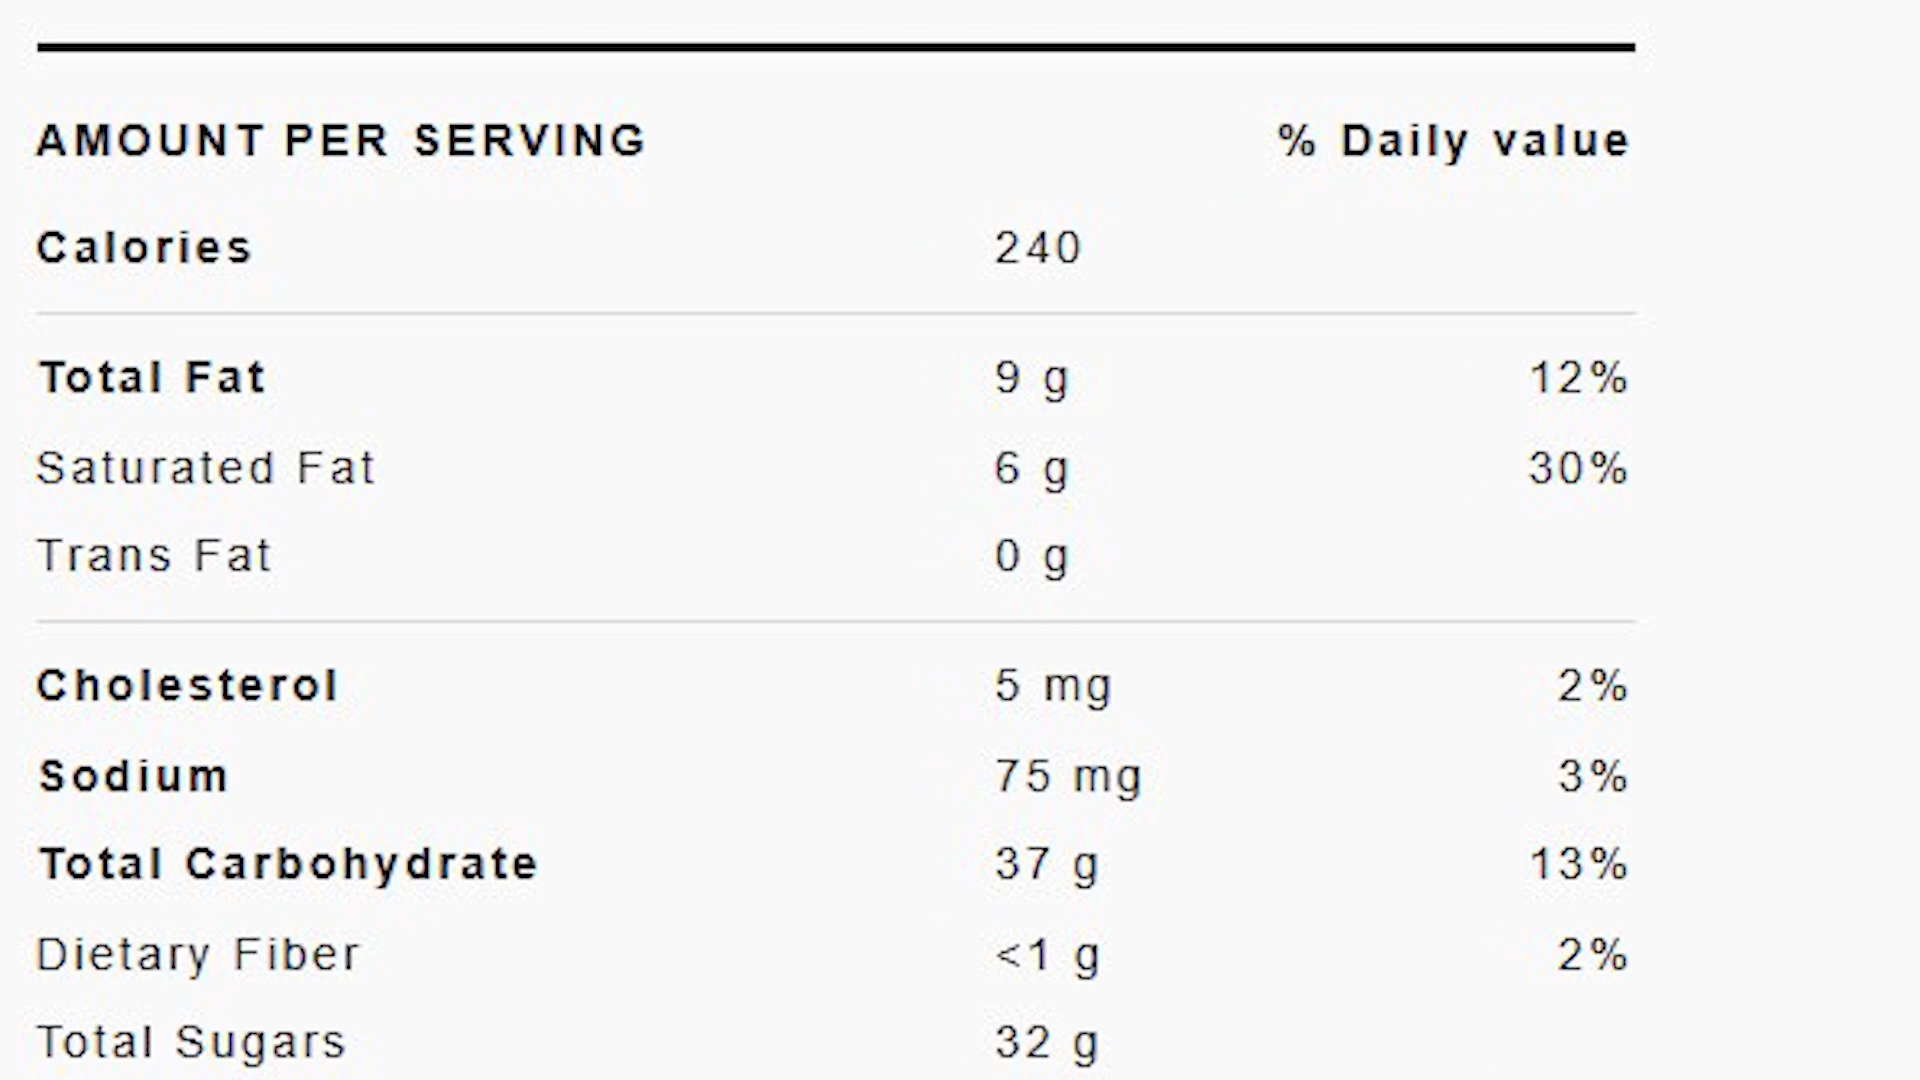 AMOUNT PER SERVING % Daily value
Calories 240
Total Fat 9 g 12%
Saturated Fat 6 g 30%
Trans Fat 0 g
Cholesterol 5 mg 2%
Sodium 75 mg 3%
Total Carbohydrate 37 g 13%
Dietary Fiber <1 g 2%
Total Sugars 32 g